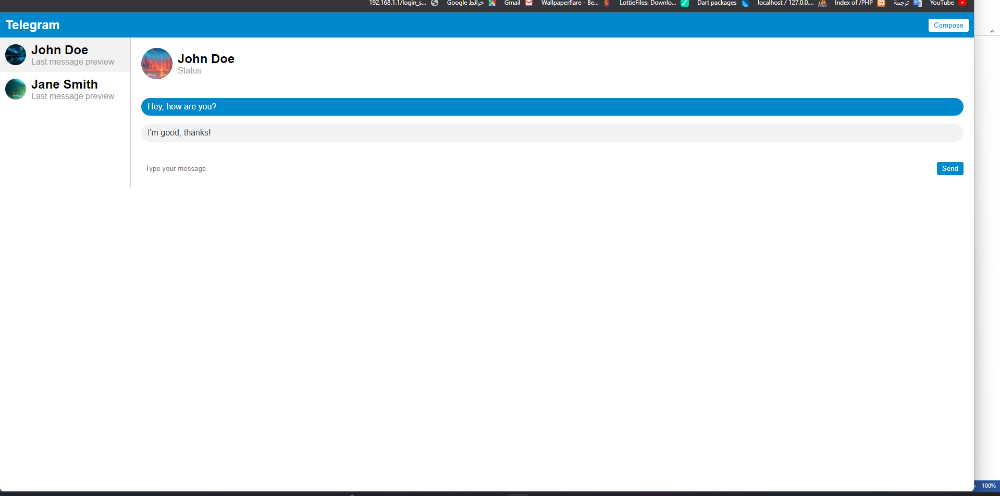 192.168.1.1/login_s... خرائط Google Gmail Wallpaperflare - Be... LottieFiles: Downlo... Dart packages localhost / 127.0.0.... Index of /PHP ترجمة YouTube
Telegram
Compose
John Doe
Last message preview
Jane Smith
Last message preview
John Doe
Status
Hey, how are you?
I'm good, thanks!
Type your message
Send
100%